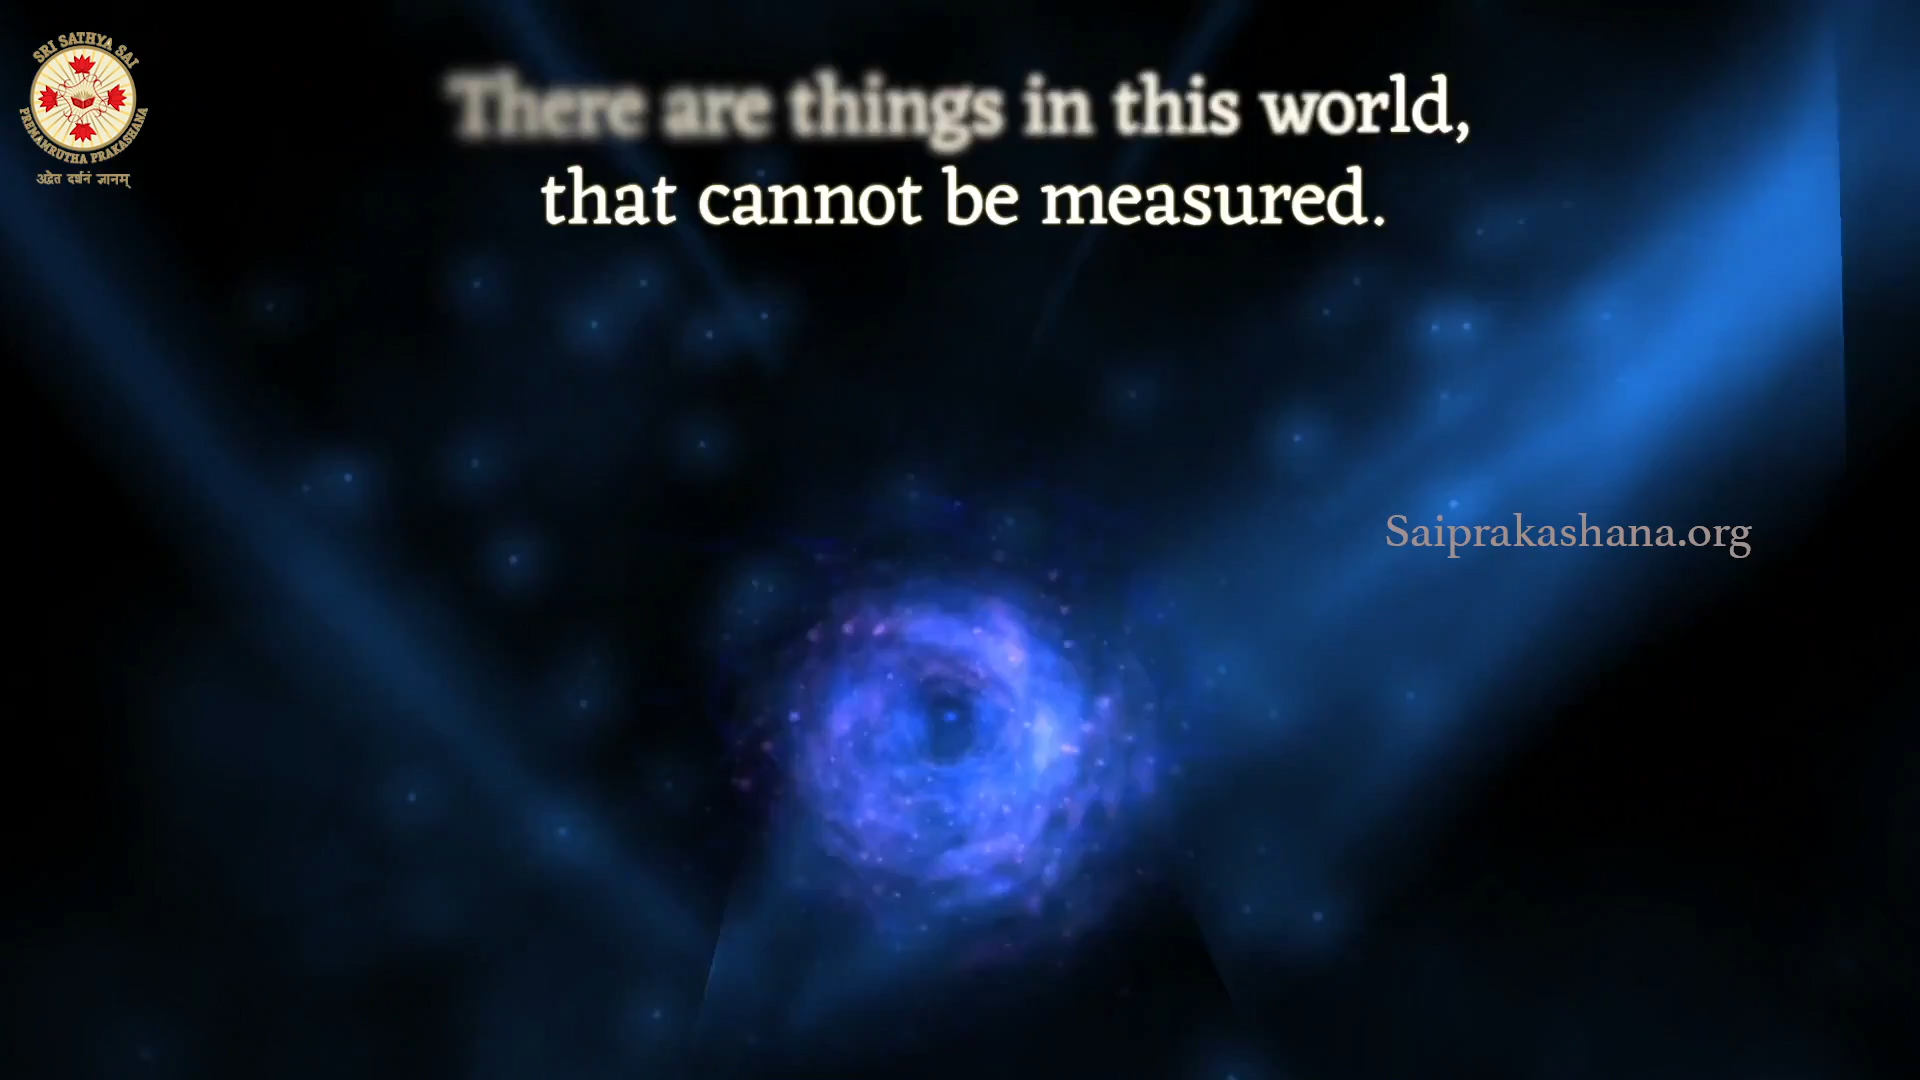 SRI SATHYA SAI
PREMAMRUTHA PRAKASHANA
अद्वैत दर्शनं ज्ञानम्
There are things in this world,
that cannot be measured.
Saiprakashana.org